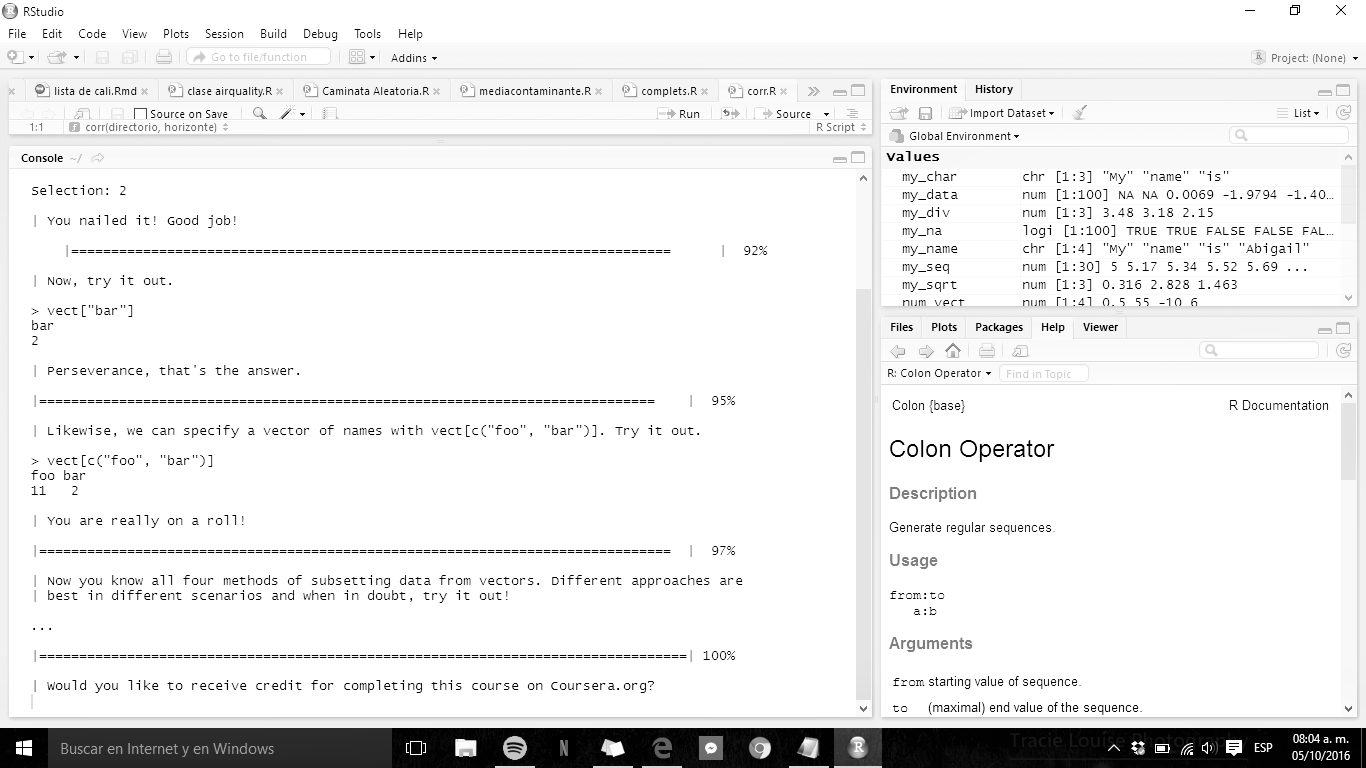 RStudio
File Edit Code View Plots Session Build Debug Tools Help
Go to file/function Addins Project: (None)
lista de cali.Rmd clase airquality.R Caminata Aleatoria.R mediacontaminante.R complets.R corr.R
Source on Save Run Source
1:1 corr(directorio, horizonte) R Script
Console ~/
Selection: 2
| You nailed it! Good job!
|=============================================================================== | 92%
| Now, try it out.
> vect["bar"]
bar
2
| Perseverance, that's the answer.
|============================================================================= | 95%
| Likewise, we can specify a vector of names with vect[c("foo", "bar")]. Try it out.
> vect[c("foo", "bar")]
foo bar
11 2
| You are really on a roll!
|=============================================================================== | 97%
| Now you know all four methods of subsetting data from vectors. Different approaches are
| best in different scenarios and when in doubt, try it out!
...
|=================================================================================| 100%
| Would you like to receive credit for completing this course on Coursera.org?
Environment History
Import Dataset List
Global Environment
Values
my_char chr [1:3] "My" "name" "is"
my_data num [1:100] NA NA 0.0069 -1.9794 -1.40...
my_div num [1:3] 3.48 3.18 2.15
my_na logi [1:100] TRUE TRUE FALSE FALSE FAL...
my_name chr [1:4] "My" "name" "is" "Abigail"
my_seq num [1:30] 5 5.17 5.34 5.52 5.69 ...
my_sqrt num [1:3] 0.316 2.828 1.463
num_vect num [1:4] 0.5 55 -10 6
Files Plots Packages Help Viewer
R: Colon Operator Find in Topic
Colon {base} R Documentation
Colon Operator
Description
Generate regular sequences.
Usage
from:to
a:b
Arguments
from starting value of sequence.
to (maximal) end value of the sequence.
Buscar en Internet y en Windows
Tracie Louise Photography
ESP
08:04 a. m.
05/10/2016